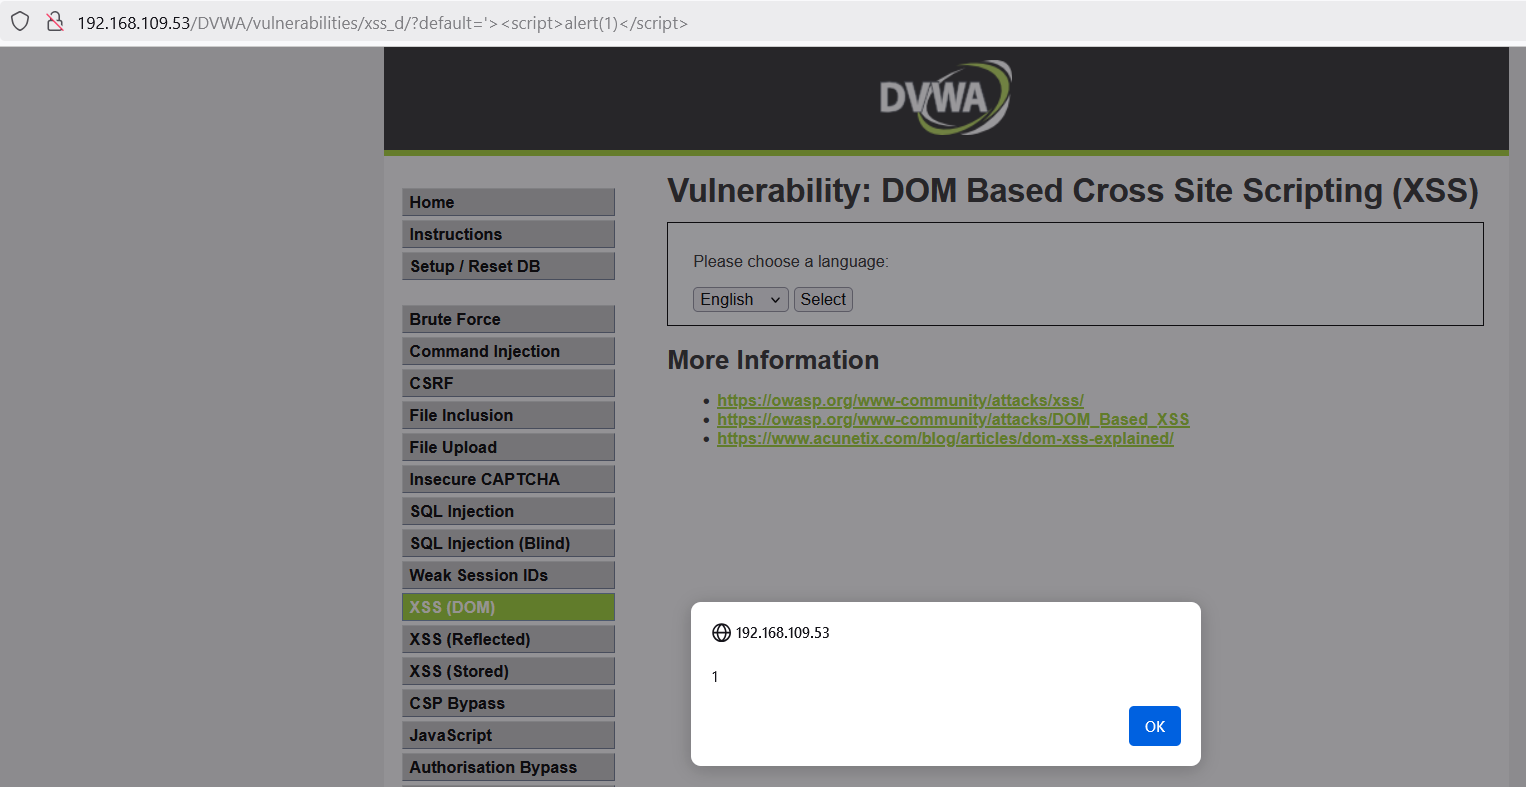 192.168.109.53/DVWA/vulnerabilities/xss_d/?default='><script>alert(1)</script>
DVWA
Vulnerability: DOM Based Cross Site Scripting (XSS)
Home
Instructions
Setup / Reset DB
Brute Force
Command Injection
CSRF
File Inclusion
File Upload
Insecure CAPTCHA
SQL Injection
SQL Injection (Blind)
Weak Session IDs
XSS (DOM)
XSS (Reflected)
XSS (Stored)
CSP Bypass
JavaScript
Authorisation Bypass
Please choose a language:
English Select
More Information
• https://owasp.org/www-community/attacks/xss/
• https://owasp.org/www-community/attacks/DOM_Based_XSS
• https://www.acunetix.com/blog/articles/dom-xss-explained/
192.168.109.53
1
OK